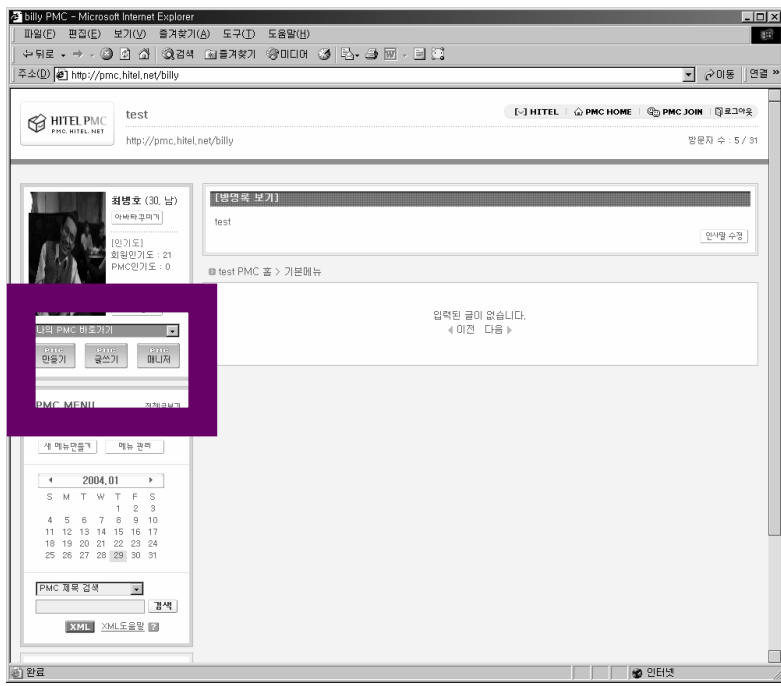 billy PMC - Microsoft Internet Explorer
파일(F) 편집(E) 보기(V) 즐겨찾기(A) 도구(T) 도움말(H)
뒤로 검색 즐겨찾기 미디어
주소(D) http://pmc.hitel.net/billy 이동 연결 »
HITEL PMC
PMC. HITEL. NET
test
http://pmc.hitel.net/billy
HITEL PMC HOME PMC JOIN 로그아웃
방문자 수 : 5 / 31
최병호 (30, 남)
아바타꾸미기
[인기도]
회원인기도 : 21
PMC인기도 : 0
[방명록 보기]
test
인사말 수정
test PMC 홈 > 기본메뉴
입력된 글이 없습니다.
이전 다음
나의 PMC 바로가기
PMC 만들기
PMC 글쓰기
PMC 매니저
PMC MENU 전체글보기
새 메뉴만들기 메뉴 관리
2004.01
S M T W T F S
1 2 3
4 5 6 7 8 9 10
11 12 13 14 15 16 17
18 19 20 21 22 23 24
25 26 27 28 29 30 31
PMC 제목 검색
검색
XML XML도움말 ?
완료 인터넷